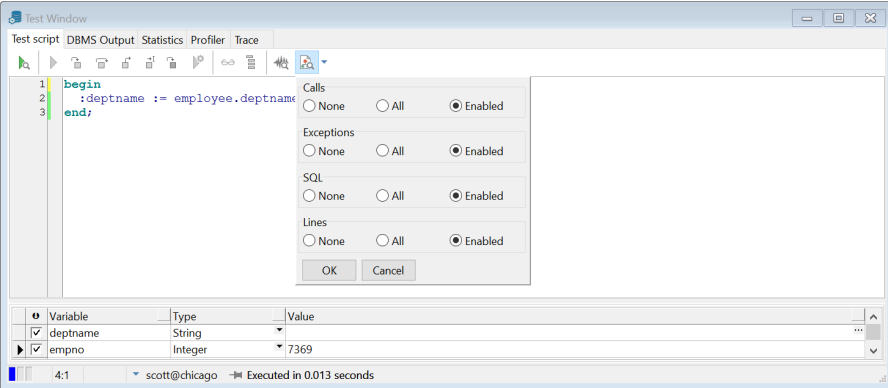 Test Window
Test script DBMS Output Statistics Profiler Trace
1 begin
2 :deptname := employee.deptname
3 end;
Calls
None All Enabled
Exceptions
None All Enabled
SQL
None All Enabled
Lines
None All Enabled
OK Cancel
Variable Type Value
deptname String ...
empno Integer 7369
4:1 scott@chicago Executed in 0.013 seconds